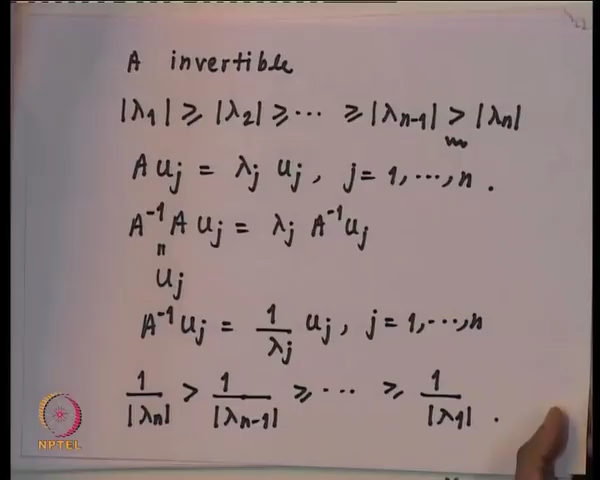 A invertible
|λ1| ≥ |λ2| ≥ ⋯ ≥ |λn-1| > |λn|
A uj = λj uj, j = 1, ⋯, n.
A⁻¹ A uj = λj A⁻¹ uj
"
uj
A⁻¹ uj = 1/λj uj, j = 1, ⋯, n
1/|λn| > 1/|λn-1| ≥ ⋯ ≥ 1/|λ1|.
NPTEL